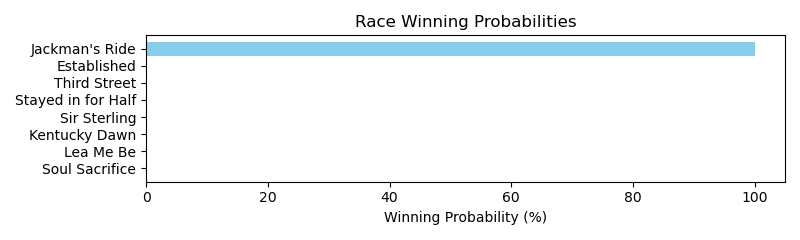 Race Winning Probabilities
Jackman's Ride
Established
Third Street
Stayed in for Half
Sir Sterling
Kentucky Dawn
Lea Me Be
Soul Sacrifice
0 20 40 60 80 100
Winning Probability (%)